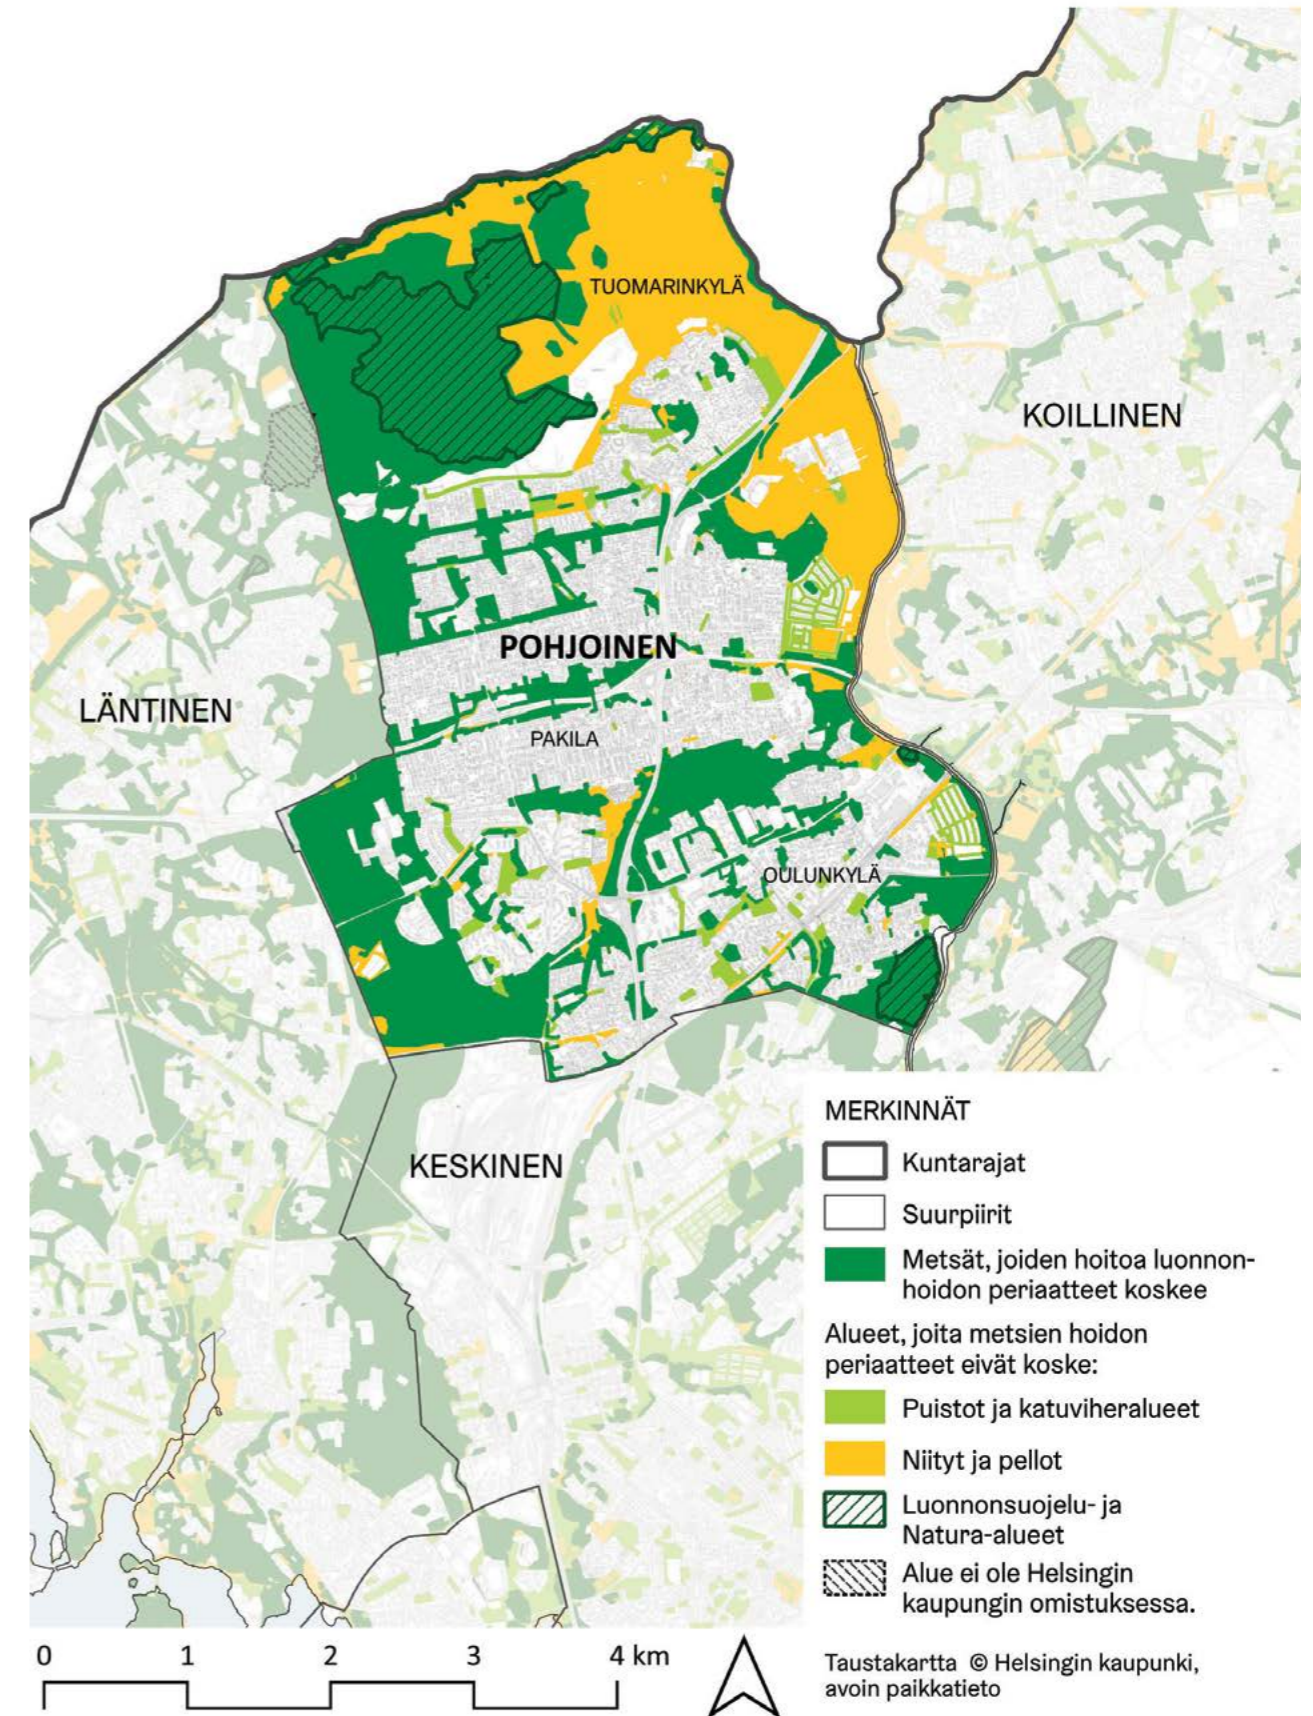 TUOMARINKYLÄ
KOILLINEN
POHJOINEN
LÄNTINEN
PAKILA
OULUNKYLÄ
KESKINEN
MERKINNÄT
Kuntarajat
Suurpiirit
Metsät, joiden hoitoa luonnon-
hoidon periaatteet koskee
Alueet, joita metsien hoidon
periaatteet eivät koske:
Puistot ja katuviheralueet
Niityt ja pellot
Luonnonsuojelu- ja
Natura-alueet
Alue ei ole Helsingin
kaupungin omistuksessa.
0 1 2 3 4 km
Taustakartta © Helsingin kaupunki,
avoin paikkatieto